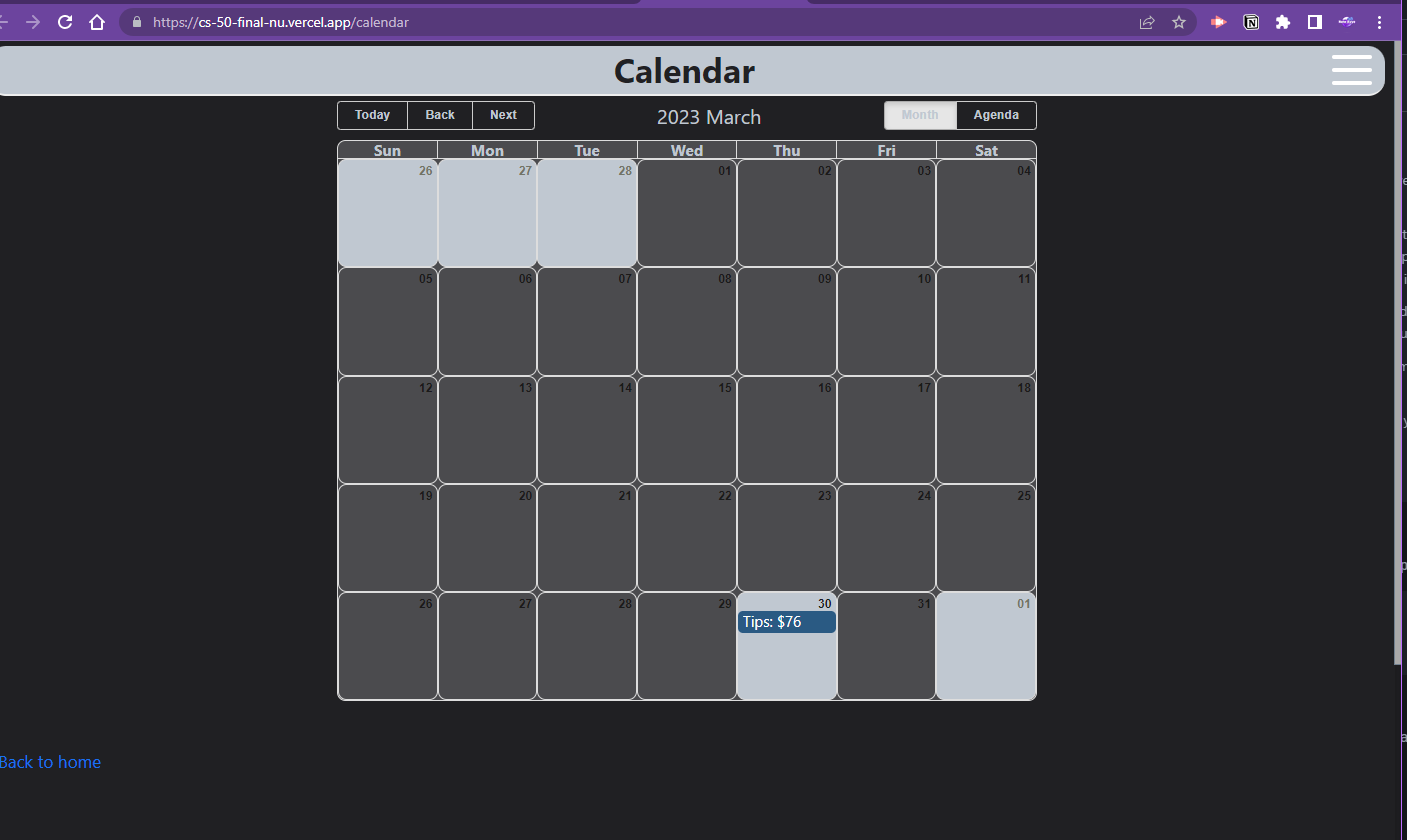 https://cs-50-final-nu.vercel.app/calendar
Calendar
Today Back Next 2023 March Month Agenda
Sun Mon Tue Wed Thu Fri Sat
26 27 28 01 02 03 04
05 06 07 08 09 10 11
12 13 14 15 16 17 18
19 20 21 22 23 24 25
26 27 28 29 30 31 01
Tips: $76
Back to home